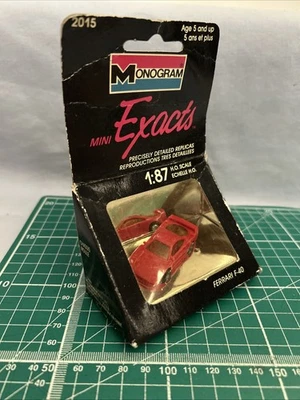 2015
Age 5 and up
5 ans et plus
MONOGRAM
MINI Exacts
PRECISELY DETAILED REPLICAS
REPRODUCTIONS TRES DETAILLEES
1:87 H.O. SCALE
ECHELLE H.O.
FERRARI F-40